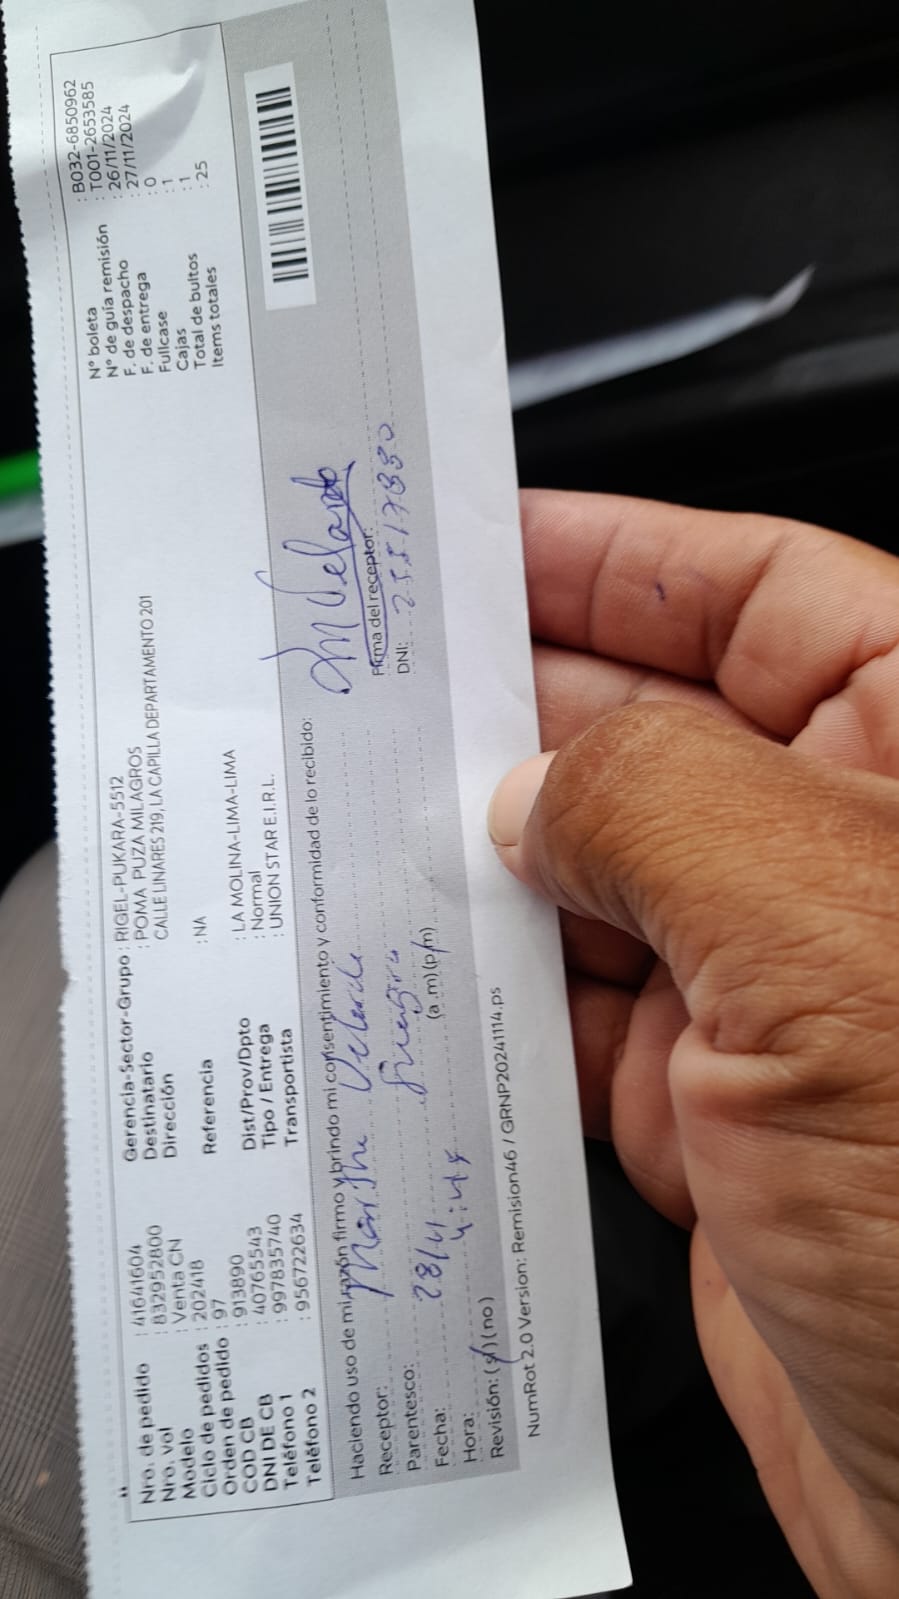 Nro. de pedido : 41641604
Nro. vol : 832952800
Modelo : Venta CN
Ciclo de pedidos : 202418
Orden de pedido : 97
COD CB : 913890
DNI DE CB : 40765543
Teléfono 1 : 997835740
Teléfono 2 : 956722634
Gerencia-Sector-Grupo : RIGEL-PUKARA-5512
Destinatario : POMA PUZA MILAGROS
Dirección CALLE LINARES 219, LA CAPILLA DEPARTAMENTO 201
Referencia : NA
Dist/Prov/Dpto : LA MOLINA-LIMA-LIMA
Tipo / Entrega : Normal
Transportista : UNION STAR E.I.R.L.
N° boleta : B032-6850962
N° de guía remisión : T001-2653585
F. de despacho : 26/11/2024
F. de entrega : 27/11/2024
Fullcase : 0
Cajas : 1
Total de bultos : 1
Items totales : 25
Haciendo uso de mi razón firmo y brindo mi consentimiento y conformidad de lo recibido:
Receptor: Martha Velarde
Parentesco:
Fecha: 28/11
Hora: (a.m) (p/m)
Revisión: (si) (no)
Firma del receptor:
DNI:
NumRot 2.0 Version: Remision46 / GRNP20241114.ps